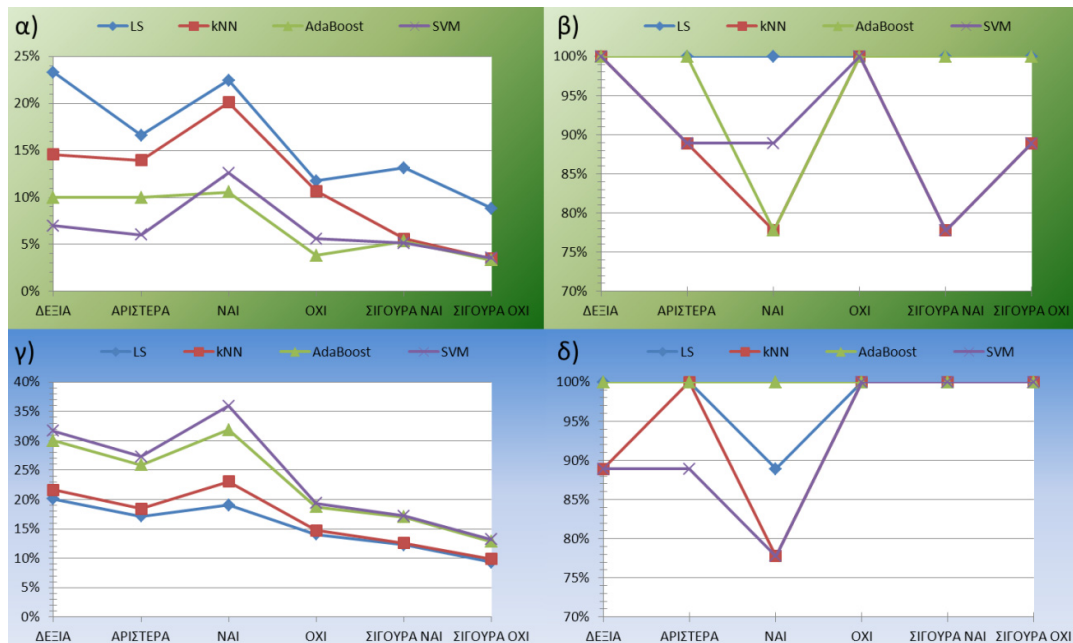 α)
LS kNN AdaBoost SVM
25%
20%
15%
10%
5%
0%
ΔΕΞΙΑ ΑΡΙΣΤΕΡΑ ΝΑΙ ΟΧΙ ΣΙΓΟΥΡΑ ΝΑΙ ΣΙΓΟΥΡΑ ΟΧΙ
β)
LS kNN AdaBoost SVM
100%
95%
90%
85%
80%
75%
70%
ΔΕΞΙΑ ΑΡΙΣΤΕΡΑ ΝΑΙ ΟΧΙ ΣΙΓΟΥΡΑ ΝΑΙ ΣΙΓΟΥΡΑ ΟΧΙ
γ)
LS kNN AdaBoost SVM
40%
35%
30%
25%
20%
15%
10%
5%
0%
ΔΕΞΙΑ ΑΡΙΣΤΕΡΑ ΝΑΙ ΟΧΙ ΣΙΓΟΥΡΑ ΝΑΙ ΣΙΓΟΥΡΑ ΟΧΙ
δ)
LS kNN AdaBoost SVM
100%
95%
90%
85%
80%
75%
70%
ΔΕΞΙΑ ΑΡΙΣΤΕΡΑ ΝΑΙ ΟΧΙ ΣΙΓΟΥΡΑ ΝΑΙ ΣΙΓΟΥΡΑ ΟΧΙ